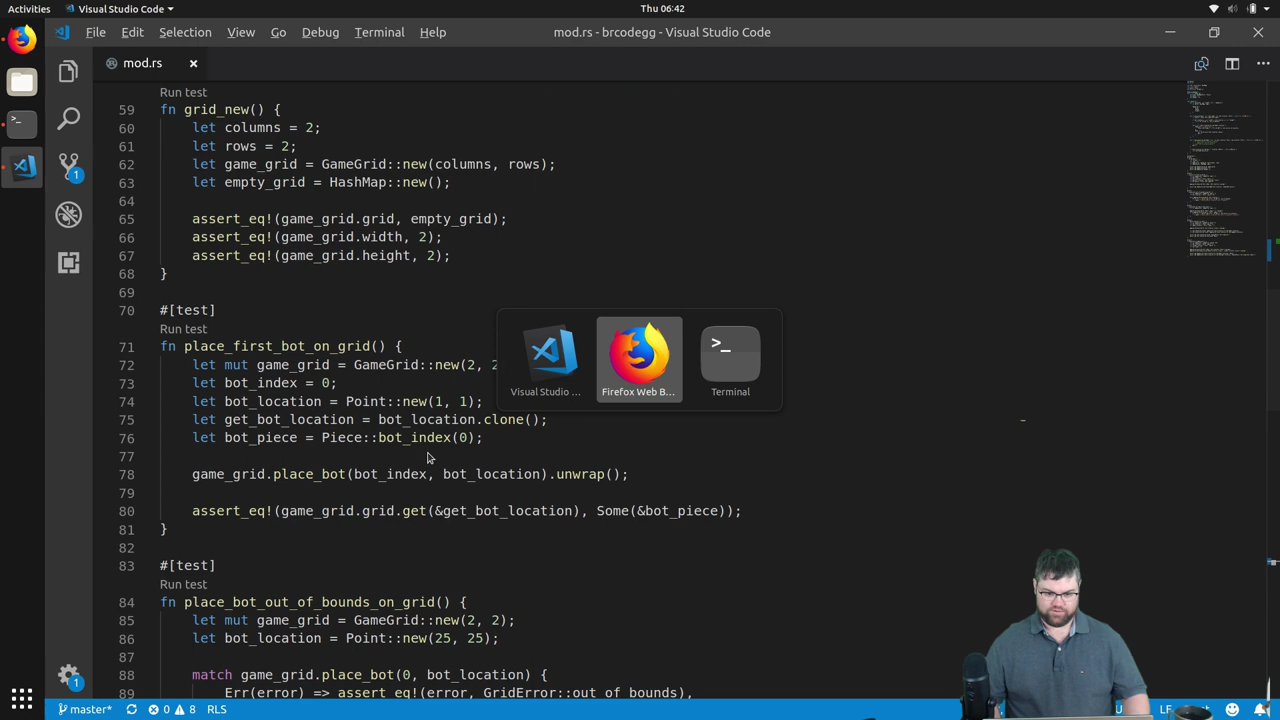 Activities
Visual Studio Code
Thu 06:42
File Edit Selection View Go Debug Terminal Help
mod.rs - brcodegg - Visual Studio Code
mod.rs
Run test
59 fn grid_new() {
60 let columns = 2;
61 let rows = 2;
62 let game_grid = GameGrid::new(columns, rows);
63 let empty_grid = HashMap::new();
64
65 assert_eq!(game_grid.grid, empty_grid);
66 assert_eq!(game_grid.width, 2);
67 assert_eq!(game_grid.height, 2);
68 }
69
70 #[test]
Run test
71 fn place_first_bot_on_grid() {
72 let mut game_grid = GameGrid::new(2, 2
73 let bot_index = 0;
74 let bot_location = Point::new(1, 1);
75 let get_bot_location = bot_location.clone();
76 let bot_piece = Piece::bot_index(0);
77
78 game_grid.place_bot(bot_index, bot_location).unwrap();
79
80 assert_eq!(game_grid.grid.get(&get_bot_location), Some(&bot_piece));
81 }
82
83 #[test]
Run test
84 fn place_bot_out_of_bounds_on_grid() {
85 let mut game_grid = GameGrid::new(2, 2);
86 let bot_location = Point::new(25, 25);
87
88 match game_grid.place_bot(0, bot_location) {
89 Err(error) => assert_eq!(error, GridError::out_of_bounds),
Visual Studio ...
Firefox Web B...
Terminal
1
1
master*
0
8
RLS
LF